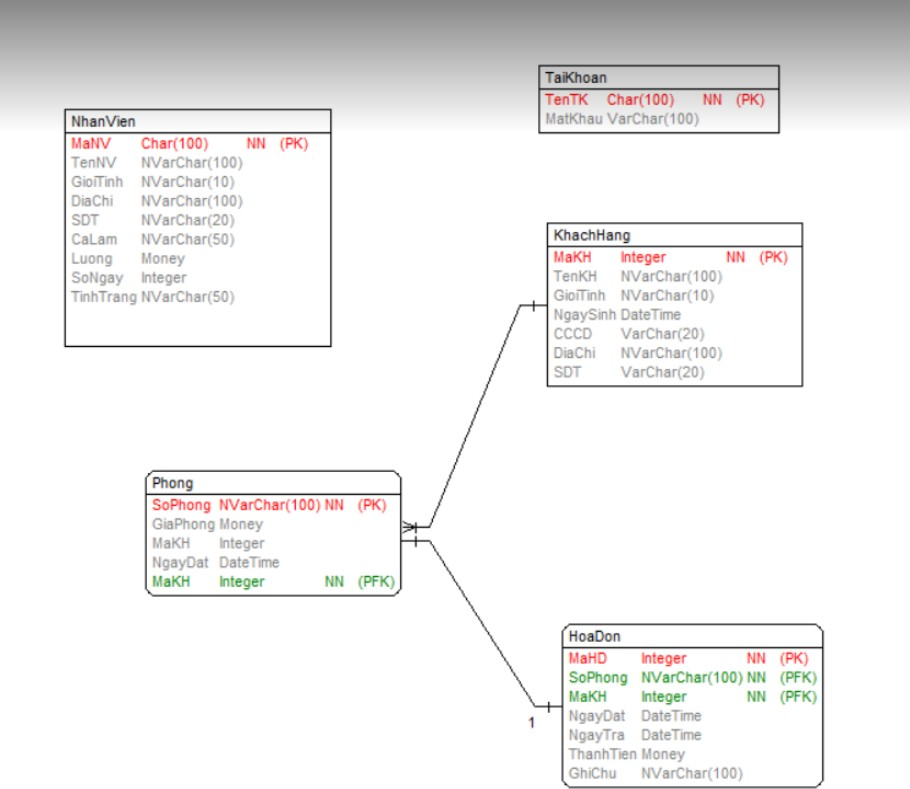 TaiKhoan
TenTK Char(100) NN (PK)
MatKhau VarChar(100)
NhanVien
MaNV Char(100) NN (PK)
TenNV NVarChar(100)
GioiTinh NVarChar(10)
DiaChi NVarChar(100)
SDT NVarChar(20)
CaLam NVarChar(50)
Luong Money
SoNgay Integer
TinhTrang NVarChar(50)
KhachHang
MaKH Integer NN (PK)
TenKH NVarChar(100)
GioiTinh NVarChar(10)
NgaySinh DateTime
CCCD VarChar(20)
DiaChi NVarChar(100)
SDT VarChar(20)
Phong
SoPhong NVarChar(100) NN (PK)
GiaPhong Money
MaKH Integer
NgayDat DateTime
MaKH Integer NN (PFK)
HoaDon
MaHD Integer NN (PK)
SoPhong NVarChar(100) NN (PFK)
MaKH Integer NN (PFK)
NgayDat DateTime
NgayTra DateTime
ThanhTien Money
GhiChu NVarChar(100)
1